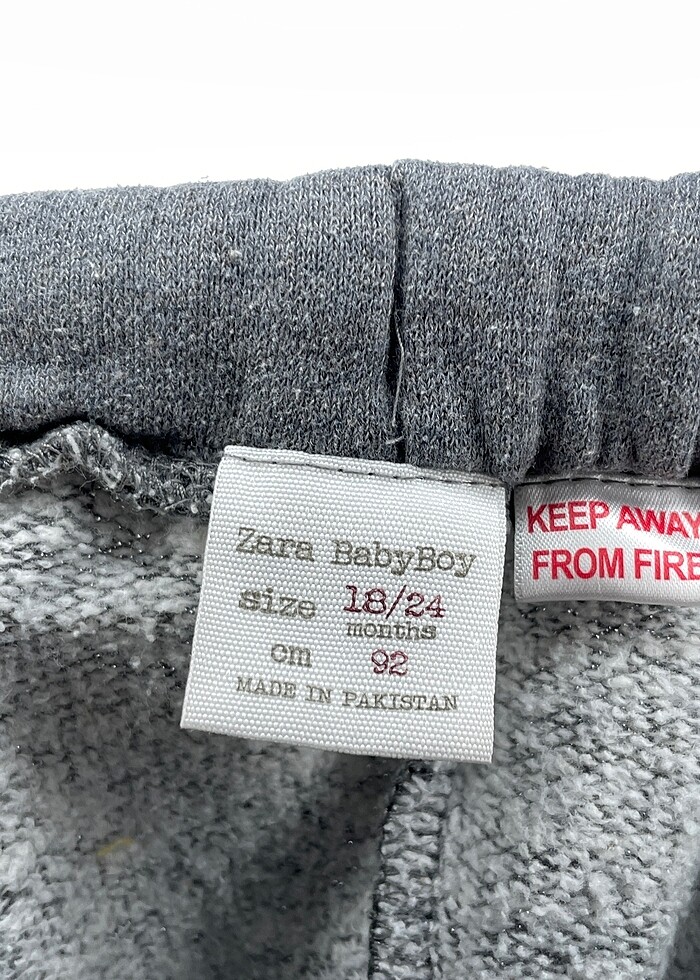 Zara BabyBoy
size 18/24
months
cm 92
MADE IN PAKISTAN
KEEP AWAY
FROM FIRE